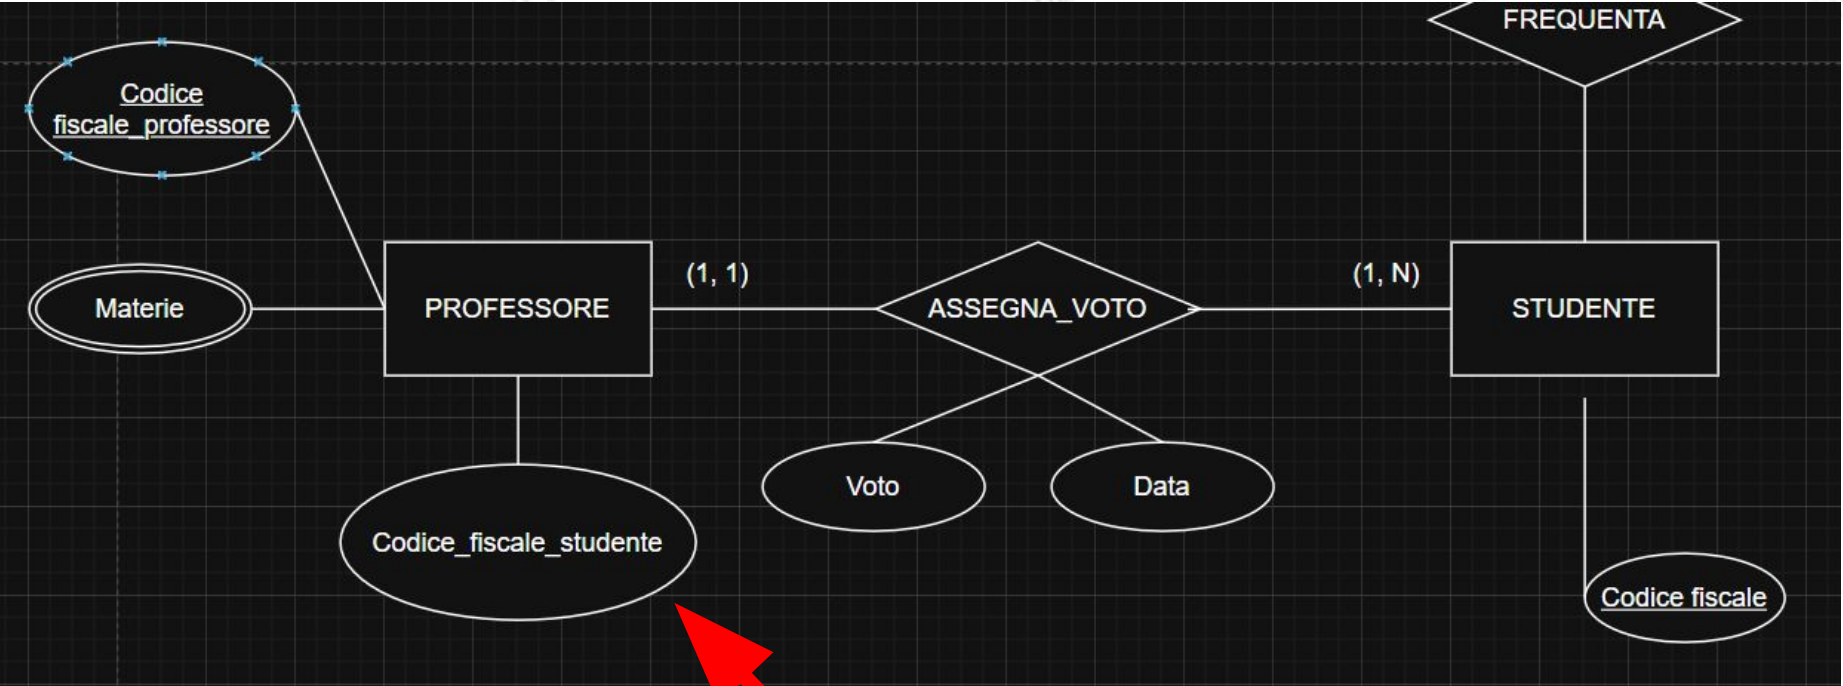 FREQUENTA
Codice
fiscale_professore
(1, 1)
(1, N)
Materie
PROFESSORE
ASSEGNA_VOTO
STUDENTE
Voto
Data
Codice_fiscale_studente
Codice fiscale